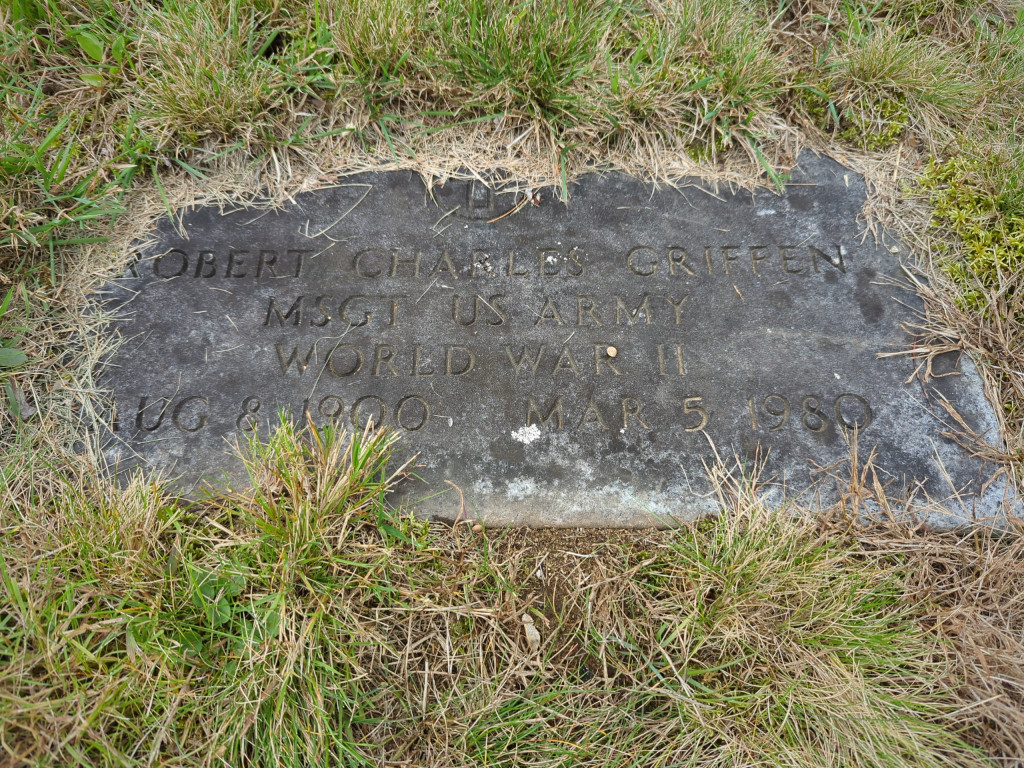 ROBERT CHARLES GRIFFEN
MSGT US ARMY
WORLD WAR II
AUG 8 1900 MAR 5 1980